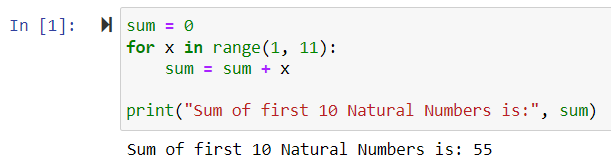 In [1]: sum = 0
for x in range(1, 11):
    sum = sum + x
print("Sum of first 10 Natural Numbers is:", sum)
Sum of first 10 Natural Numbers is: 55